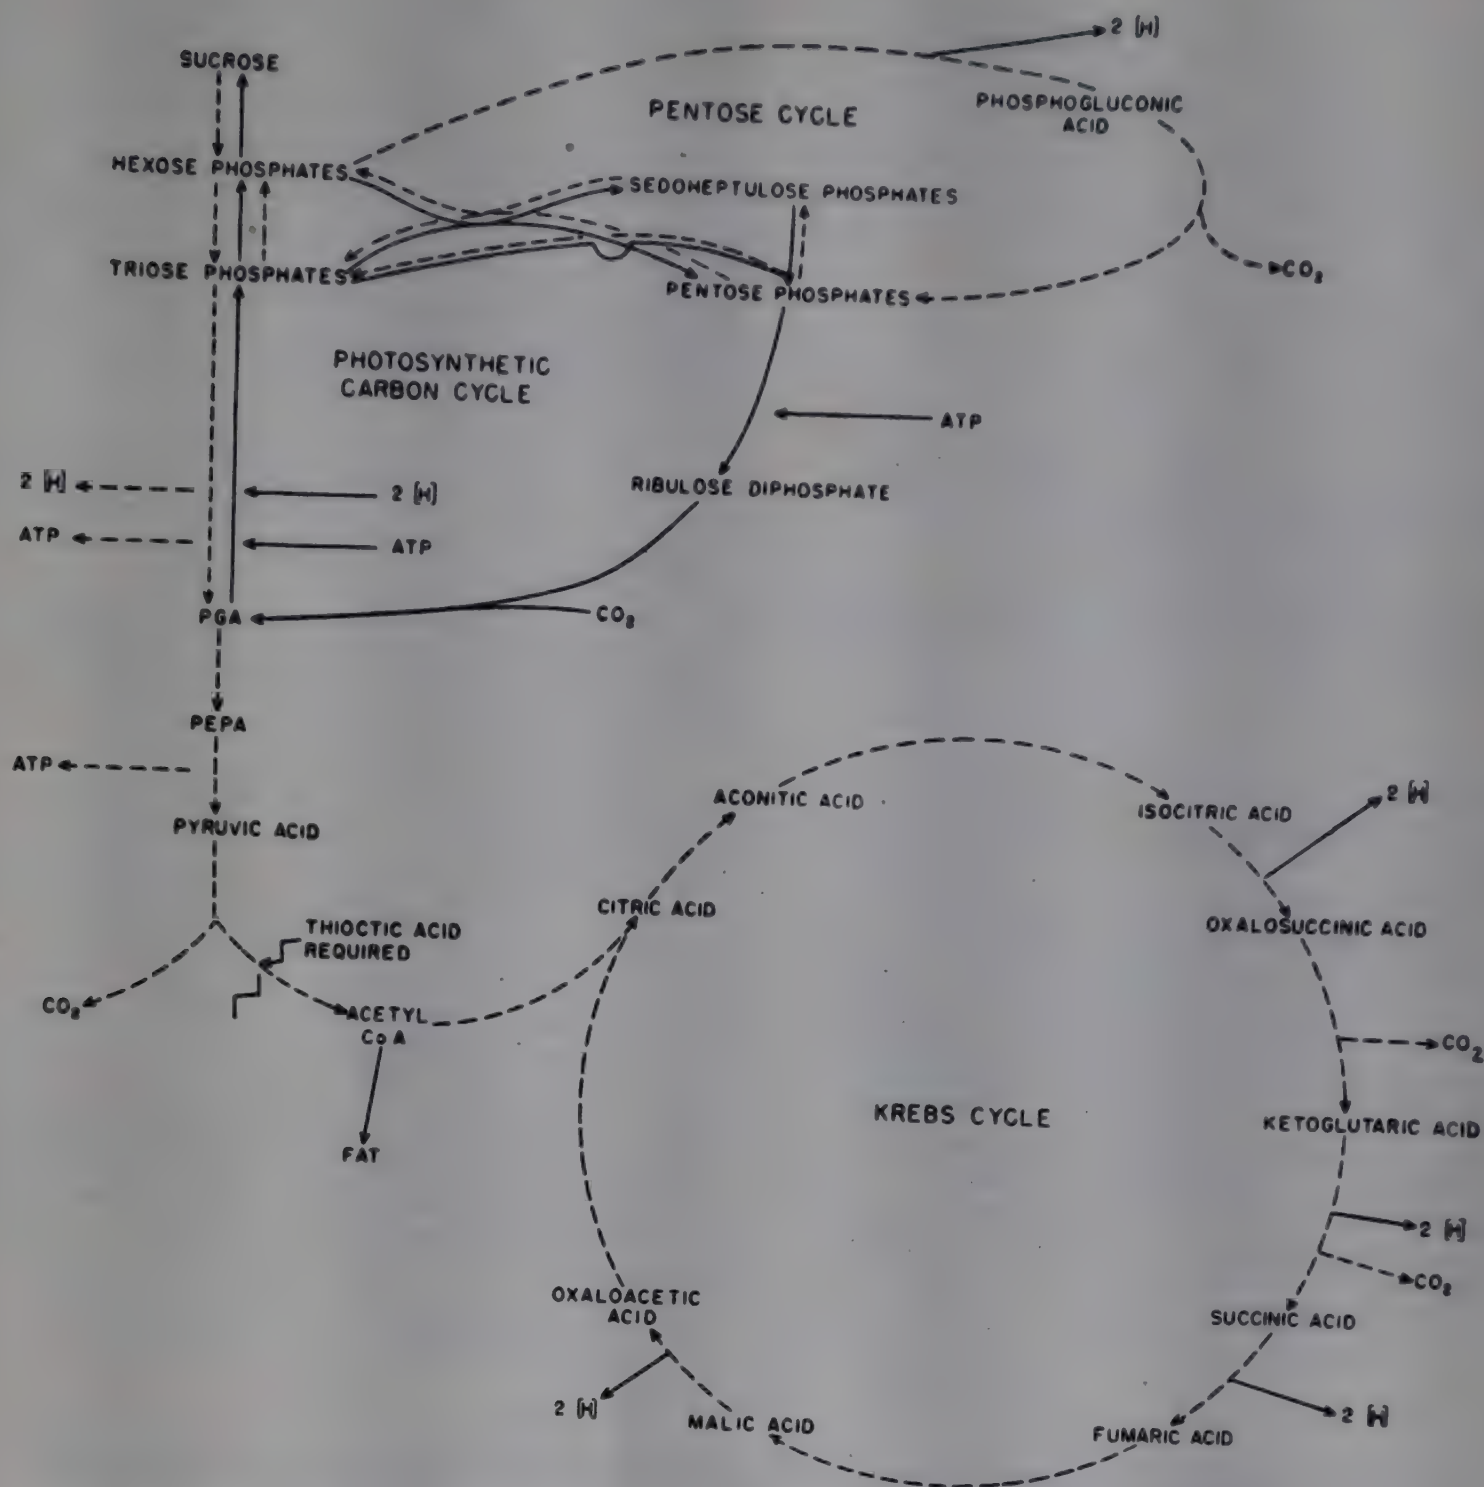 2 [H]
SUCROSE
PENTOSE CYCLE
PHOSPHOGLUCONIC
ACID
HEXOSE PHOSPHATES
SEDOHEPTULOSE PHOSPHATES
TRIOSE PHOSPHATES
CO₂
PENTOSE PHOSPHATES
PHOTOSYNTHETIC
CARBON CYCLE
ATP
2 [H]
2 [H]
RIBULOSE DIPHOSPHATE
ATP
ATP
PGA
CO₂
PEPA
ATP
PYRUVIC ACID
ACONITIC ACID
ISOCITRIC ACID
2 [H]
CITRIC ACID
THIOCTIC ACID
REQUIRED
OXALOSUCCINIC ACID
CO₂
ACETYL
CoA
CO₂
KREBS CYCLE
KETOGLUTARIC ACID
FAT
2 [H]
CO₂
OXALOACETIC
ACID
SUCCINIC ACID
2 [H]
MALIC ACID
FUMARIC ACID
2 [H]